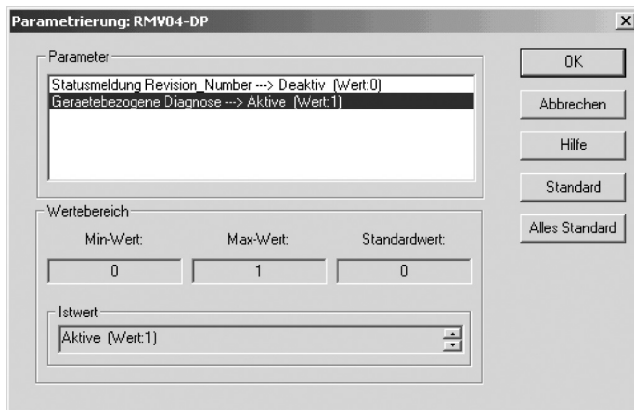 Parametrierung: RMV04-DP
Parameter
Statusmeldung Revision_Number ---> Deaktiv (Wert:0)
Geraetebezogene Diagnose ---> Aktive (Wert:1)
OK
Abbrechen
Hilfe
Standard
Alles Standard
Wertebereich
Min-Wert:
Max-Wert:
Standardwert:
0
1
0
Istwert
Aktive (Wert:1)